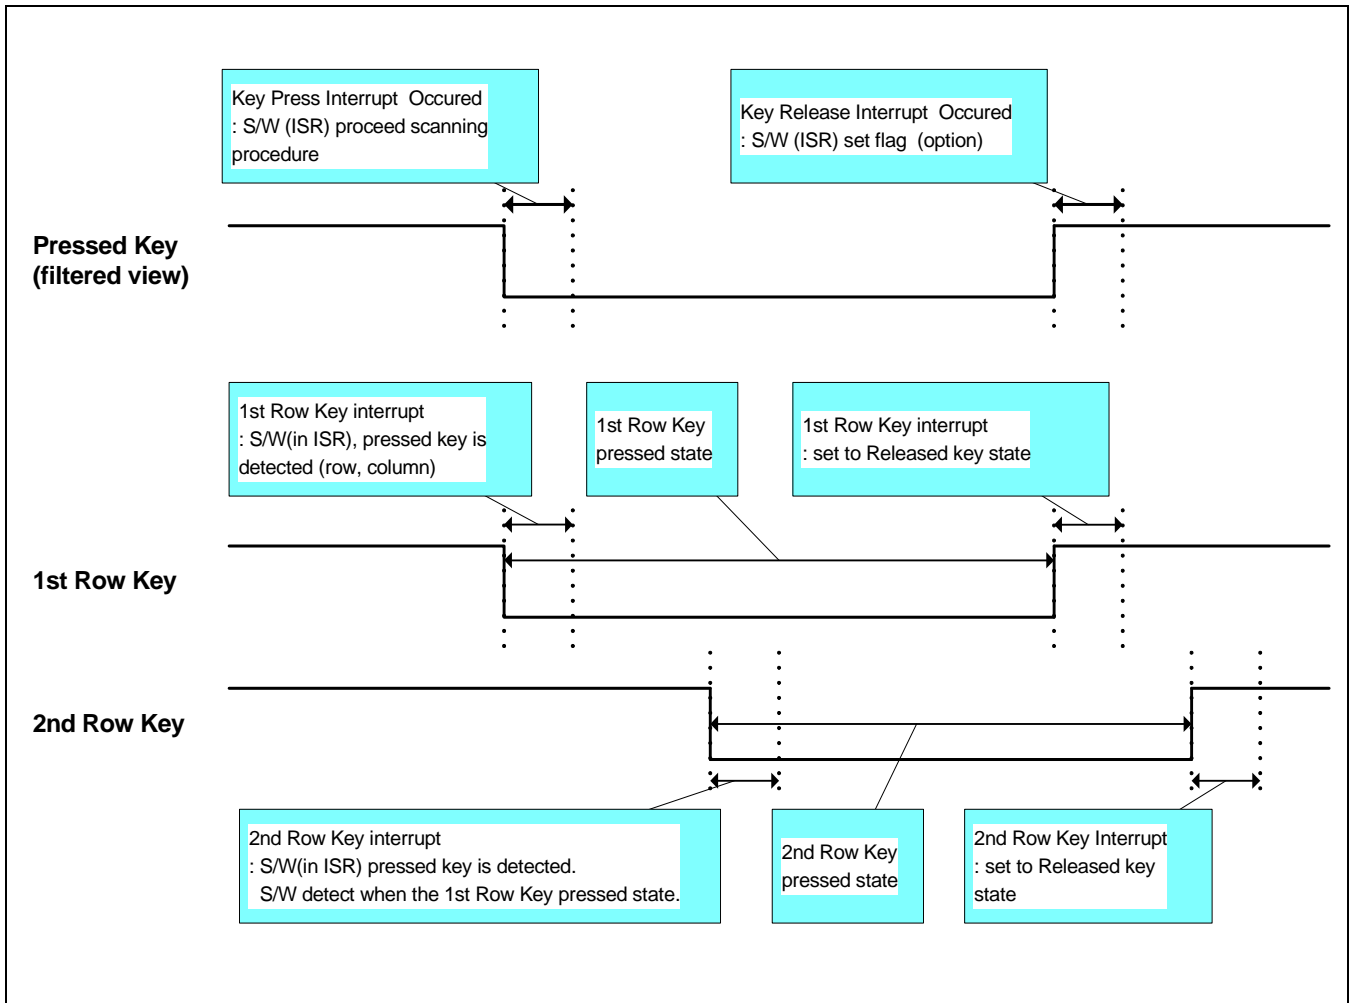 Key Press Interrupt Occured
: S/W (ISR) proceed scanning
procedure
Key Release Interrupt Occured
: S/W (ISR) set flag (option)
Pressed Key
(filtered view)
1st Row Key interrupt
: S/W(in ISR), pressed key is
detected (row, column)
1st Row Key
pressed state
1st Row Key interrupt
: set to Released key state
1st Row Key
2nd Row Key
2nd Row Key interrupt
: S/W(in ISR) pressed key is detected.
S/W detect when the 1st Row Key pressed state.
2nd Row Key
pressed state
2nd Row Key Interrupt
: set to Released key
state